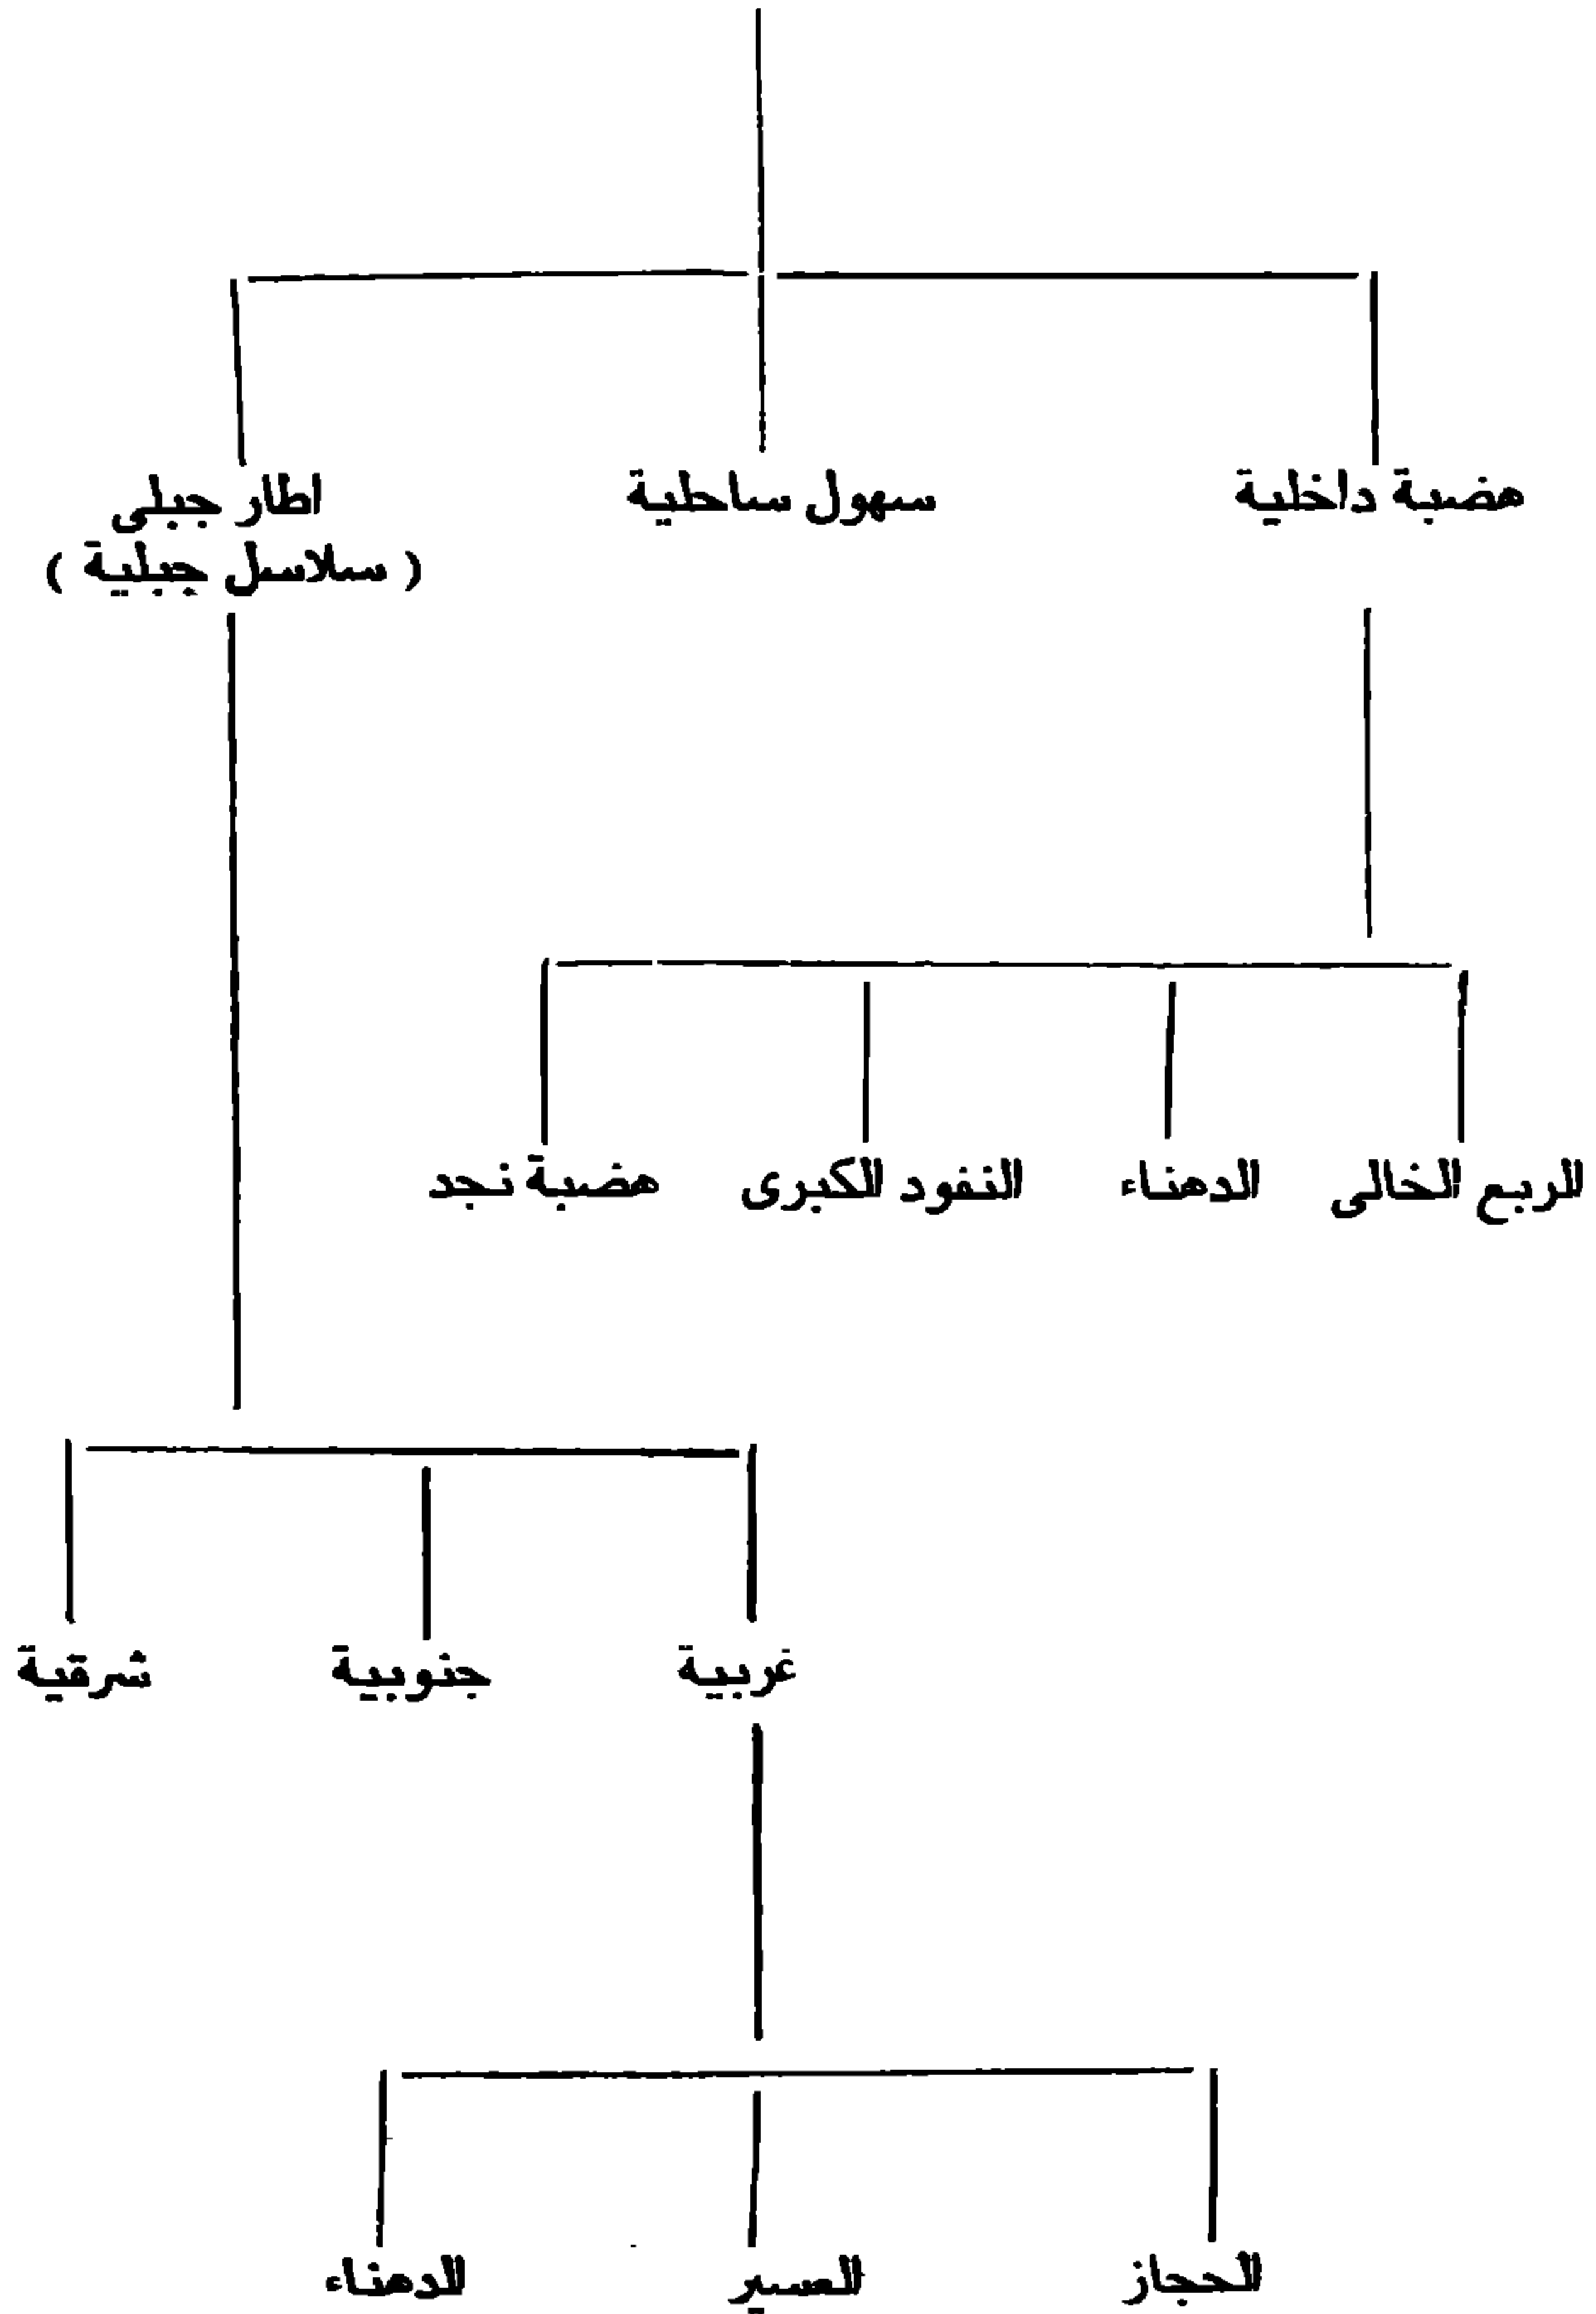 هضبة داخلية
سهول ساحلية
اطار جبلى
( سلاسل جبلية )
الربع الخالى
الدهناء
النفود الكبرى
هضبة نجد
غربية
جنوبية
شرقية
الحجاز
العسير
الدهناء